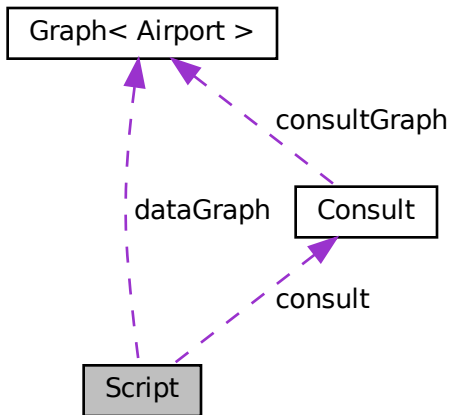 Graph< Airport >
consultGraph
Consult
dataGraph
consult
Script